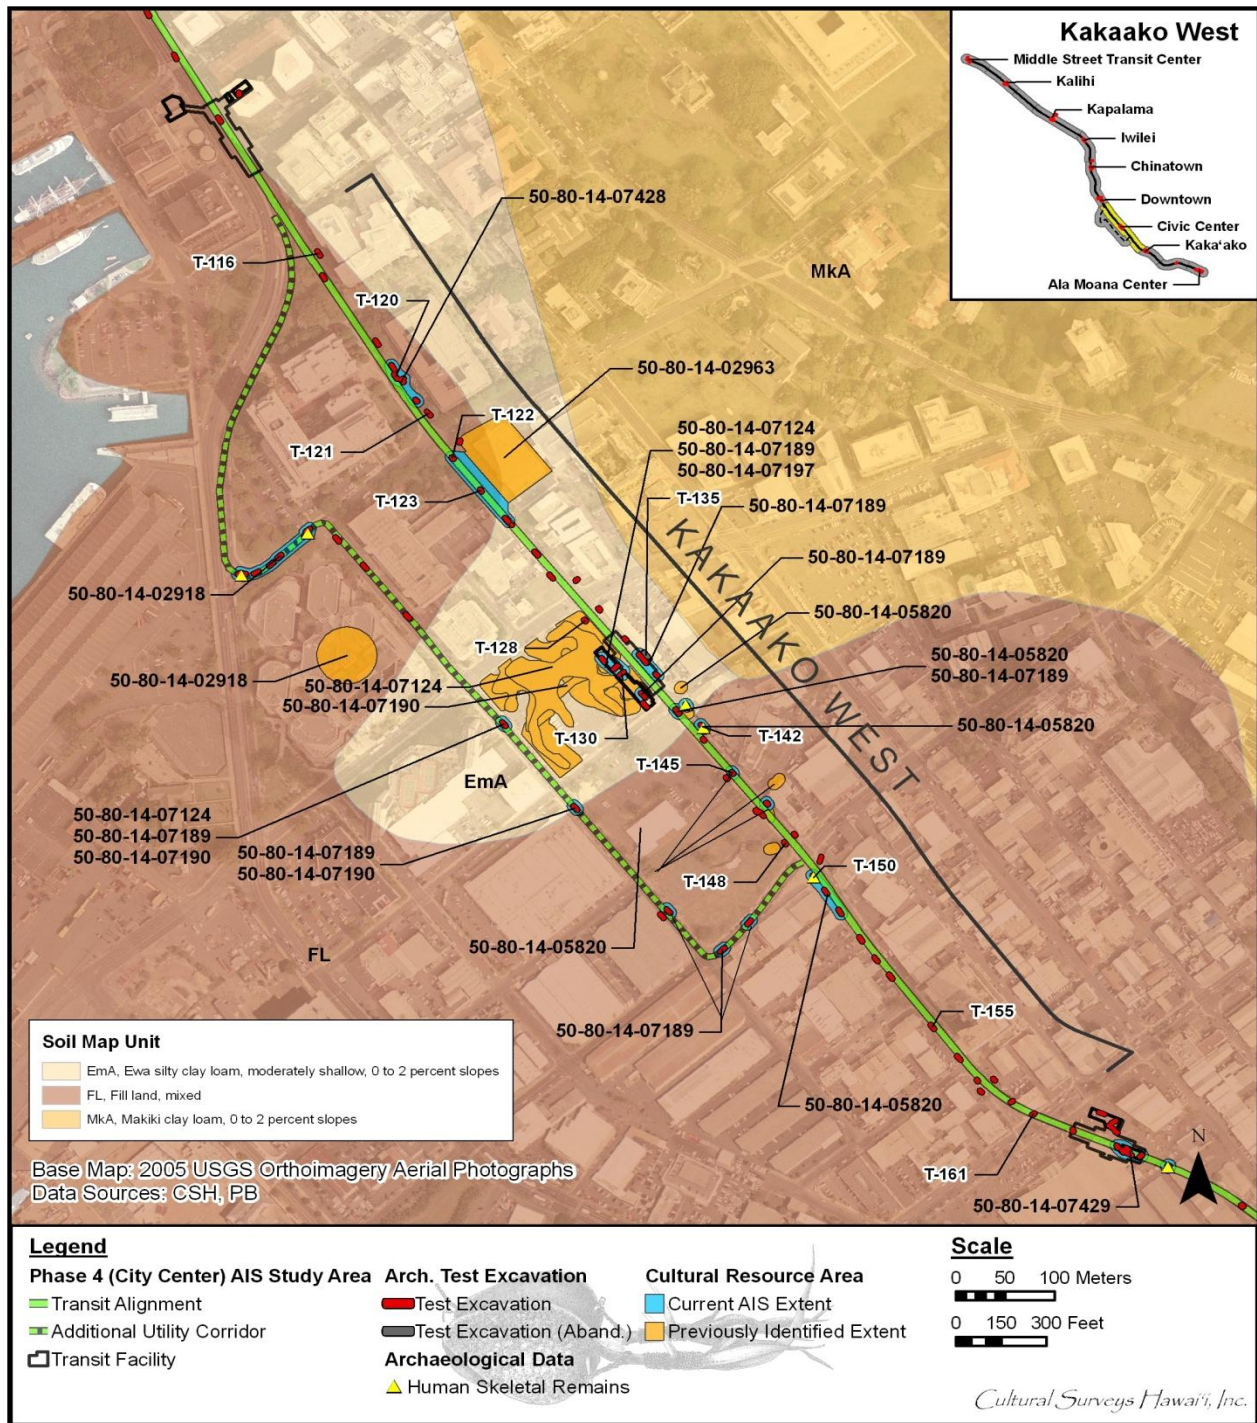 Kakaako West
Middle Street Transit Center
Kalihi
Kapalama
Iwilei
Chinatown
Downtown
Civic Center
Kaka‘ako
Ala Moana Center
50-80-14-07428
T-116
MkA
T-120
50-80-14-02963
T-122
50-80-14-07124
50-80-14-07189
50-80-14-07197
T-121
T-123
T-135
50-80-14-07189
KAKAAKO WEST
50-80-14-07189
50-80-14-02918
50-80-14-05820
T-128
50-80-14-05820
50-80-14-07189
50-80-14-02918
50-80-14-07124
50-80-14-07190
50-80-14-05820
T-130
T-142
T-145
EmA
50-80-14-07124
50-80-14-07189
50-80-14-07190
50-80-14-07189
50-80-14-07190
T-148
T-150
50-80-14-05820
FL
50-80-14-07189
T-155
50-80-14-05820
Soil Map Unit
EmA, Ewa silty clay loam, moderately shallow, 0 to 2 percent slopes
FL, Fill land, mixed
MkA, Makiki clay loam, 0 to 2 percent slopes
N
T-161
50-80-14-07429
Base Map: 2005 USGS Orthoimagery Aerial Photographs
Data Sources: CSH, PB
Legend
Phase 4 (City Center) AIS Study Area
Transit Alignment
Additional Utility Corridor
Transit Facility
Arch. Test Excavation
Test Excavation
Test Excavation (Aband.)
Archaeological Data
Human Skeletal Remains
Cultural Resource Area
Current AIS Extent
Previously Identified Extent
Scale
0 50 100 Meters
0 150 300 Feet
Cultural Surveys Hawai‘i, Inc.